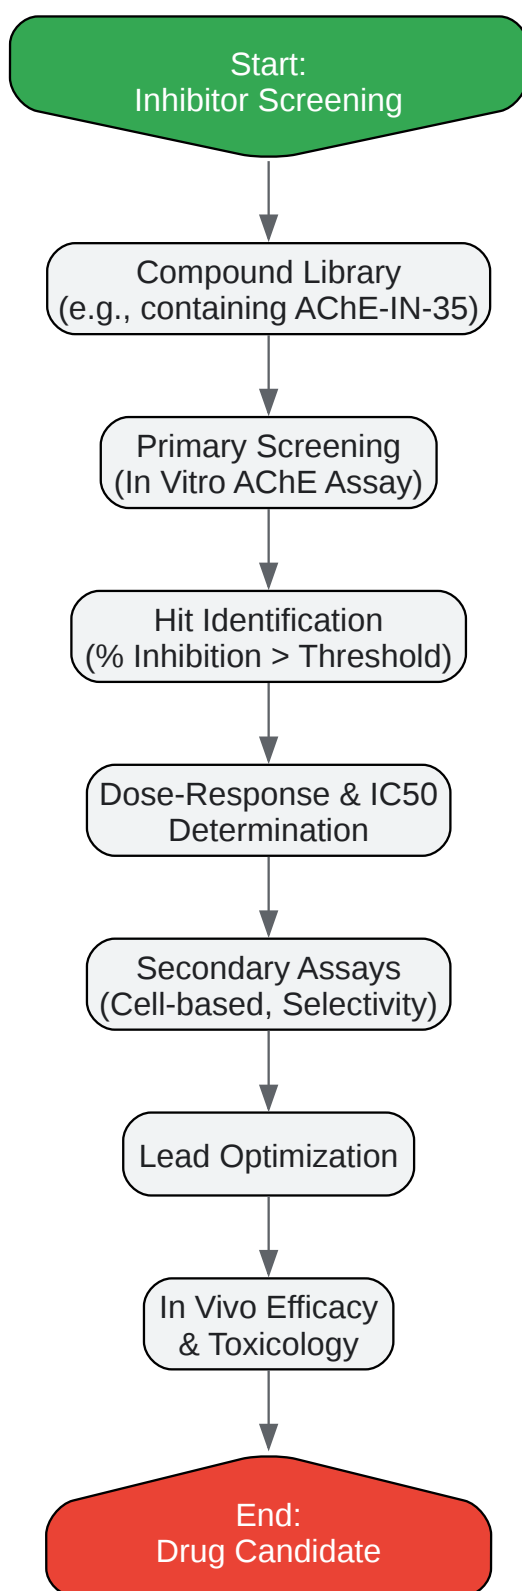 Start:
Inhibitor Screening
Compound Library
(e.g., containing AChE-IN-35)
Primary Screening
(In Vitro AChE Assay)
Hit Identification
(% Inhibition > Threshold)
Dose-Response & IC50
Determination
Secondary Assays
(Cell-based, Selectivity)
Lead Optimization
In Vivo Efficacy
& Toxicology
End:
Drug Candidate